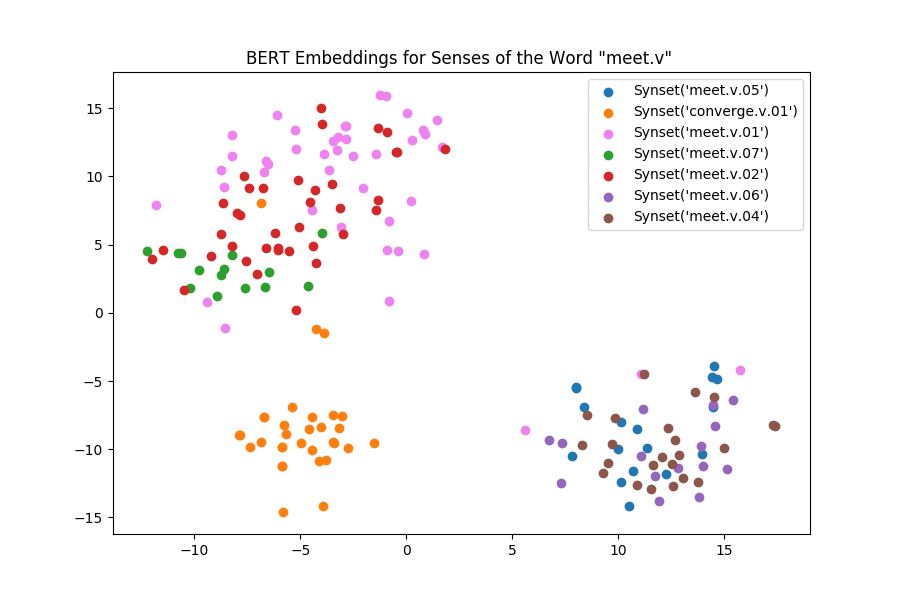 BERT Embeddings for Senses of the Word "meet.v"
Synset('meet.v.05')
Synset('converge.v.01')
Synset('meet.v.01')
Synset('meet.v.07')
Synset('meet.v.02')
Synset('meet.v.06')
Synset('meet.v.04')
15
10
5
0
−5
−10
−15
−10 −5 0 5 10 15